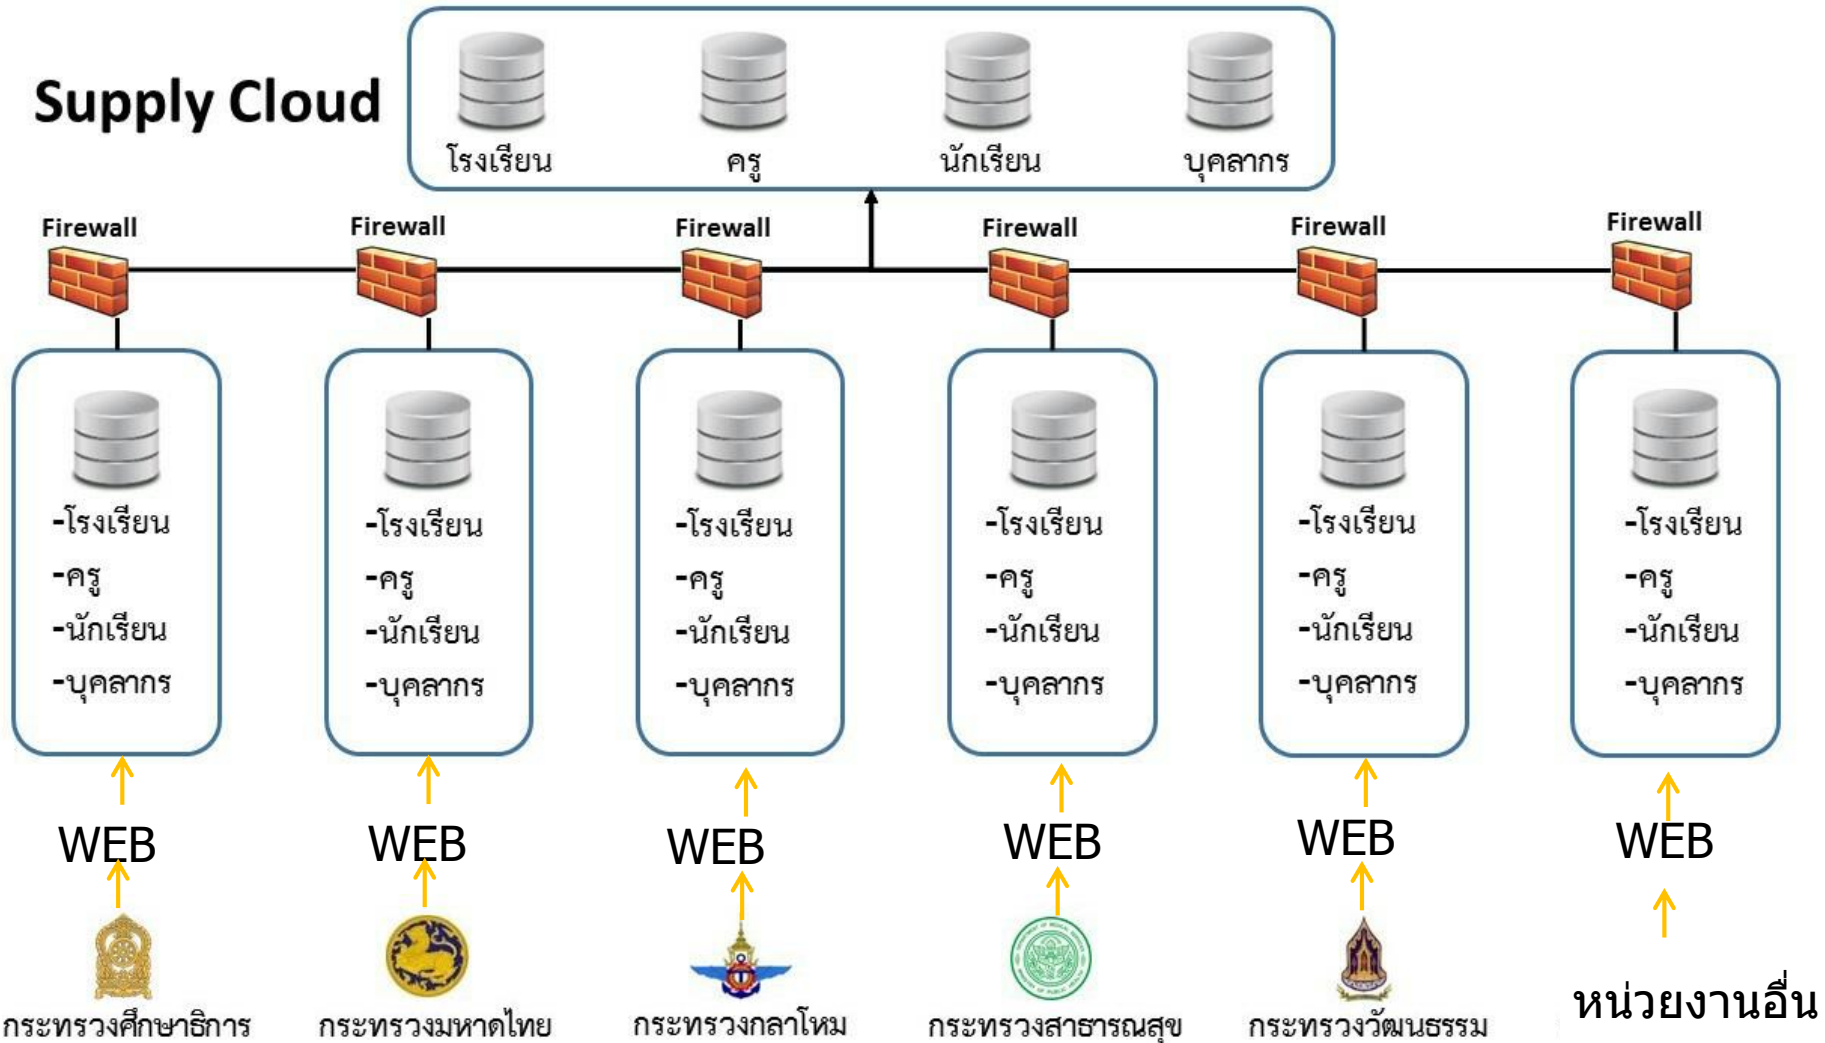 Supply Cloud
โรงเรียน
ครู
นักเรียน
บุคลากร
Firewall
Firewall
Firewall
Firewall
Firewall
Firewall
-โรงเรียน
-ครู
-นักเรียน
-บุคลากร
-โรงเรียน
-ครู
-นักเรียน
-บุคลากร
-โรงเรียน
-ครู
-นักเรียน
-บุคลากร
-โรงเรียน
-ครู
-นักเรียน
-บุคลากร
-โรงเรียน
-ครู
-นักเรียน
-บุคลากร
-โรงเรียน
-ครู
-นักเรียน
-บุคลากร
WEB
WEB
WEB
WEB
WEB
WEB
กระทรวงศึกษาธิการ
กระทรวงมหาดไทย
กระทรวงกลาโหม
กระทรวงสาธารณสุข
กระทรวงวัฒนธรรม
หน่วยงานอื่น